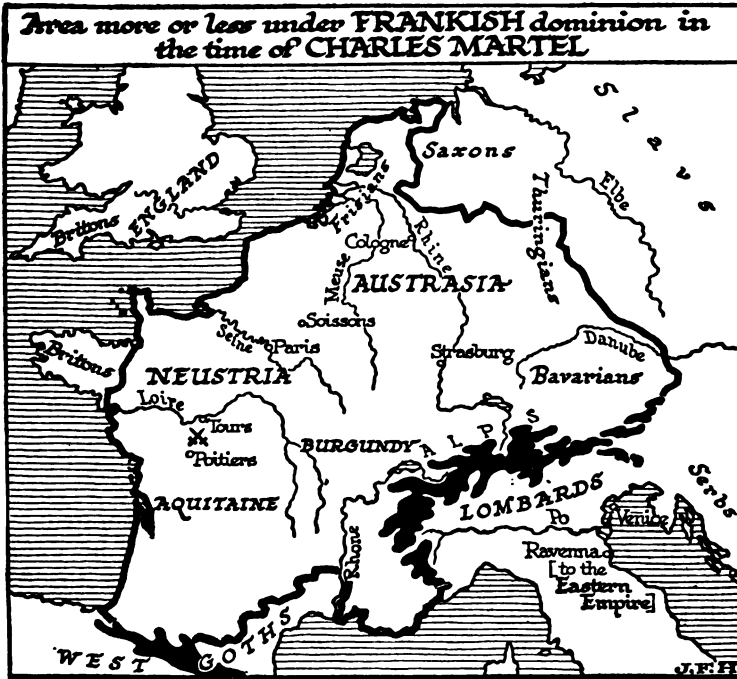 Area more or less under FRANKISH dominion in
the time of CHARLES MARTEL
Slavs
Saxons
ENGLAND
Brittons
Elbe
Thuringians
Frisians
Rhine
Cologne
Meuse
AUSTRASIA
Soissons
Seine
Paris
Strasburg
Danube
Brittons
NEUSTRIA
Bavarians
Loire
Tours
Poitiers
BURGUNDY
ALPS
AQUITAINE
LOMBARDS
Serbs
Po
Venice
Rhone
Ravenna
[to the
Eastern
Empire]
WEST GOTHS
J.F.H